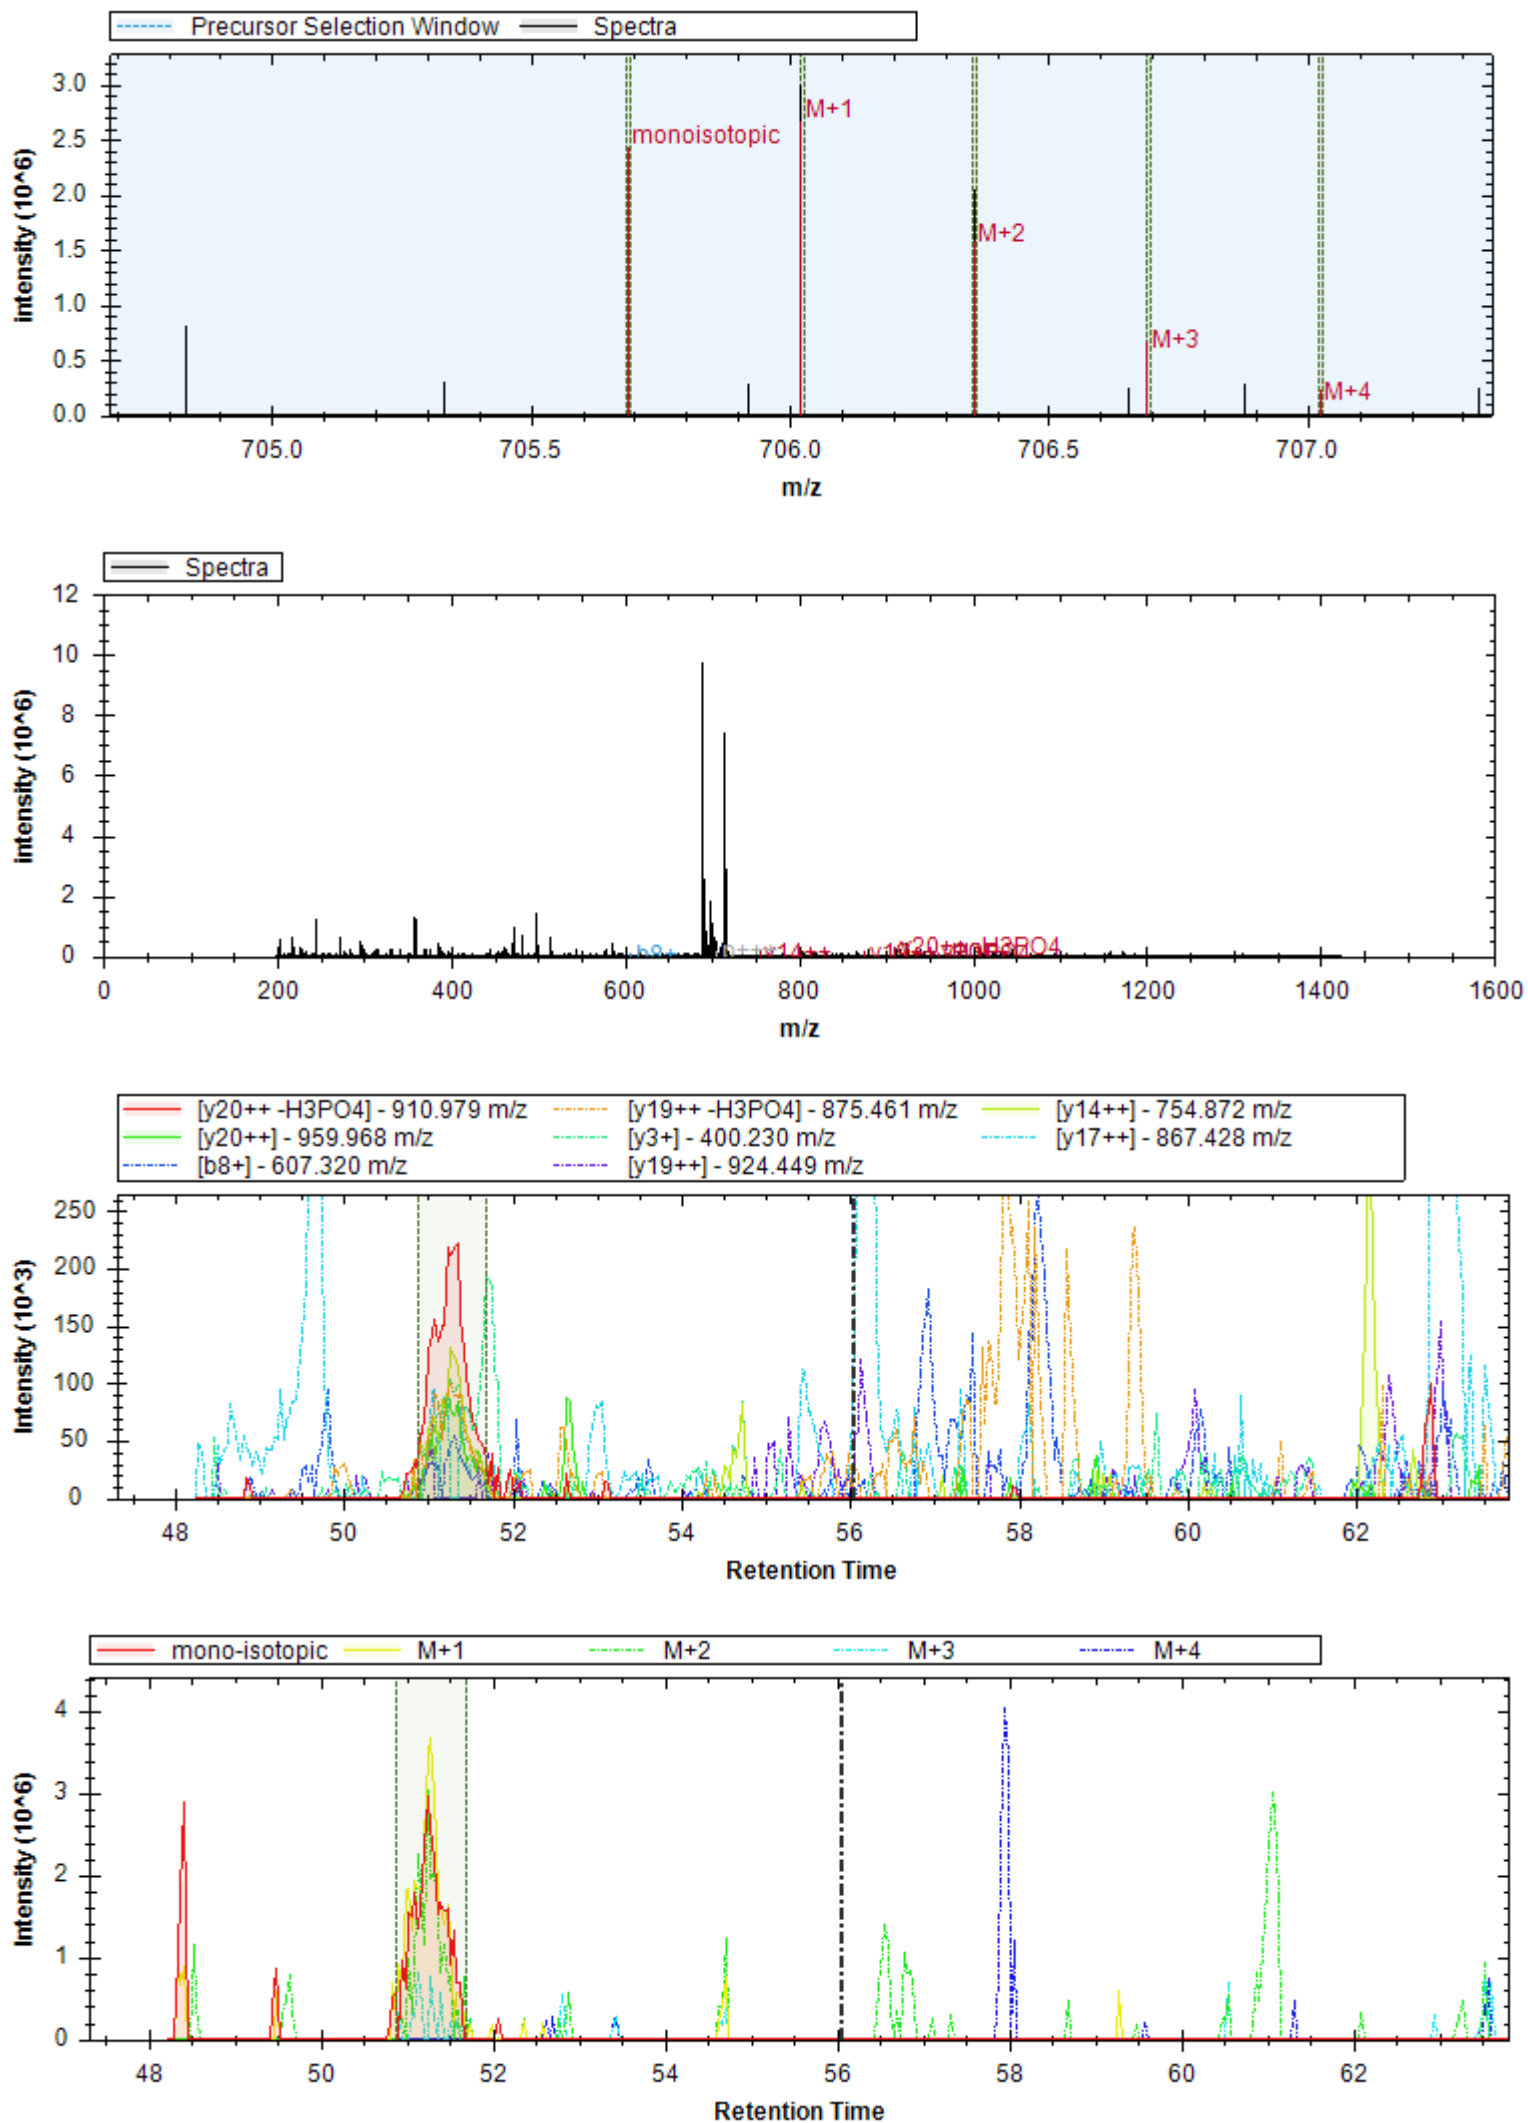 Precursor Selection Window Spectra
intensity (10^6)
3.0
2.5
2.0
1.5
1.0
0.5
0.0
monoisotopic
M+1
M+2
M+3
M+4
705.0 705.5 706.0 706.5 707.0
m/z
Spectra
intensity (10^6)
12
10
8
6
4
2
0
b8+ y14++ y20++ -H3PO4
0 200 400 600 800 1000 1200 1400 1600
m/z
[y20++ -H3PO4] - 910.979 m/z [y19++ -H3PO4] - 875.461 m/z [y14++] - 754.872 m/z
[y20++] - 959.968 m/z [y3+] - 400.230 m/z [y17++] - 867.428 m/z
[b8+] - 607.320 m/z [y19++] - 924.449 m/z
Intensity (10^3)
250
200
150
100
50
0
48 50 52 54 56 58 60 62
Retention Time
mono-isotopic M+1 M+2 M+3 M+4
Intensity (10^6)
4
3
2
1
0
48 50 52 54 56 58 60 62
Retention Time